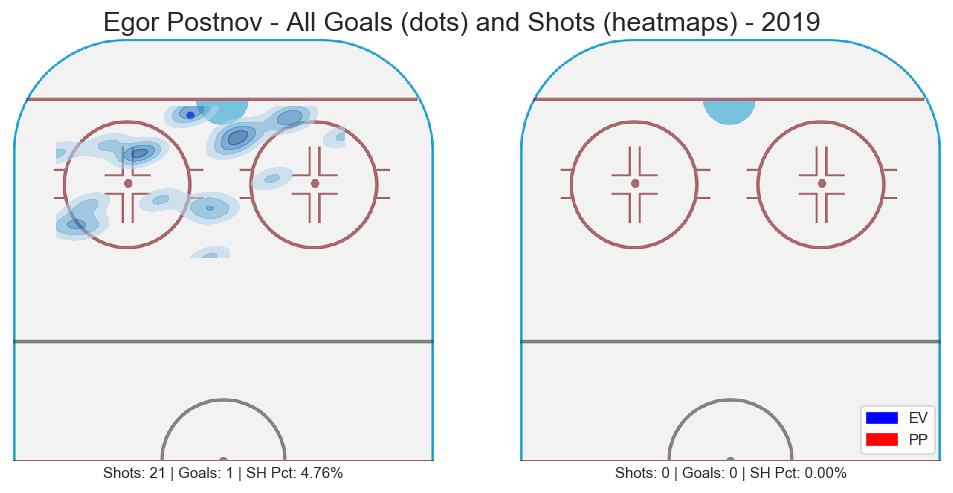 Egor Postnov - All Goals (dots) and Shots (heatmaps) - 2019
EV
PP
Shots: 21 | Goals: 1 | SH Pct: 4.76%
Shots: 0 | Goals: 0 | SH Pct: 0.00%